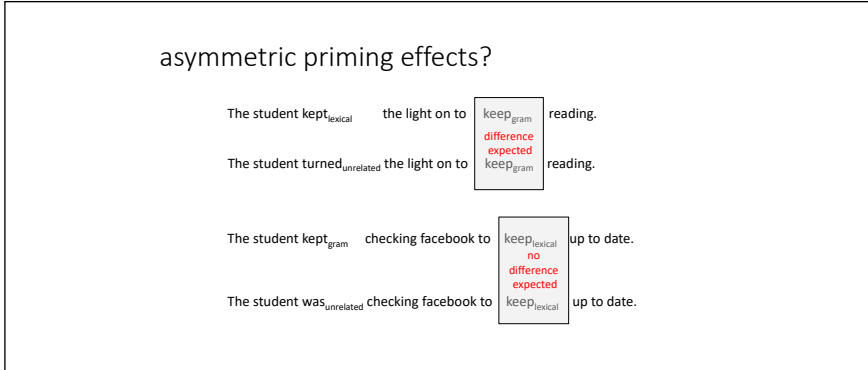 asymmetric priming effects?
The student kept lexical the light on to keep gram reading.
difference
expected
The student turned unrelated the light on to keep gram reading.
The student kept gram checking facebook to keep lexical up to date.
no
difference
expected
The student was unrelated checking facebook to keep lexical up to date.